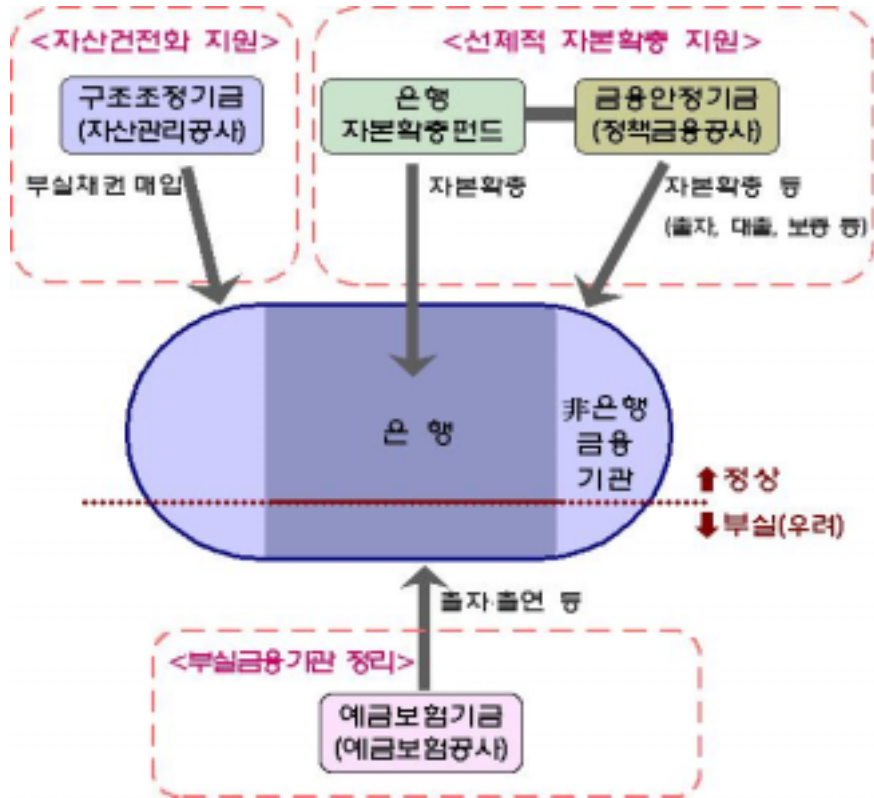 <자산건전화 지원>
<선제적 자본확충 지원>
구조조정기금
(자산관리공사)
은행
자본확충펀드
금융안정기금
(정책금융공사)
부실채권 매입
자본확충
자본확충 등
(출자, 대출, 보증 등)
은 행
非은행
금융
기관
정상
부실(우려)
출자·출연 등
<부실금융기관 정리>
예금보험기금
(예금보험공사)